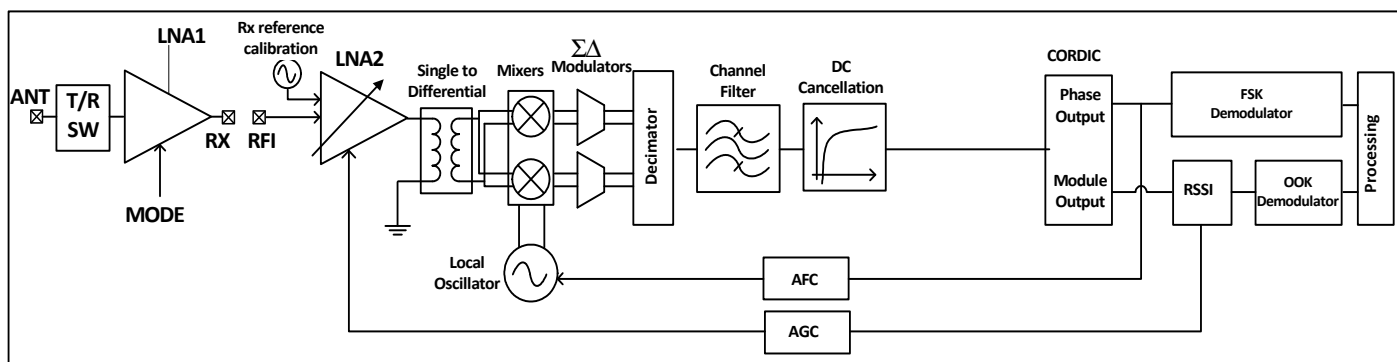 LNA1
Rx reference
calibration
LNA2
Single to
Differential
Mixers
ΣΔ
Modulators
Channel
Filter
DC
Cancellation
CORDIC
ANT
T/R
SW
RX
RFI
MODE
Decimator
Phase
Output
Module
Output
FSK
Demodulator
RSSI
OOK
Demodulator
Processing
Local
Oscillator
AFC
AGC